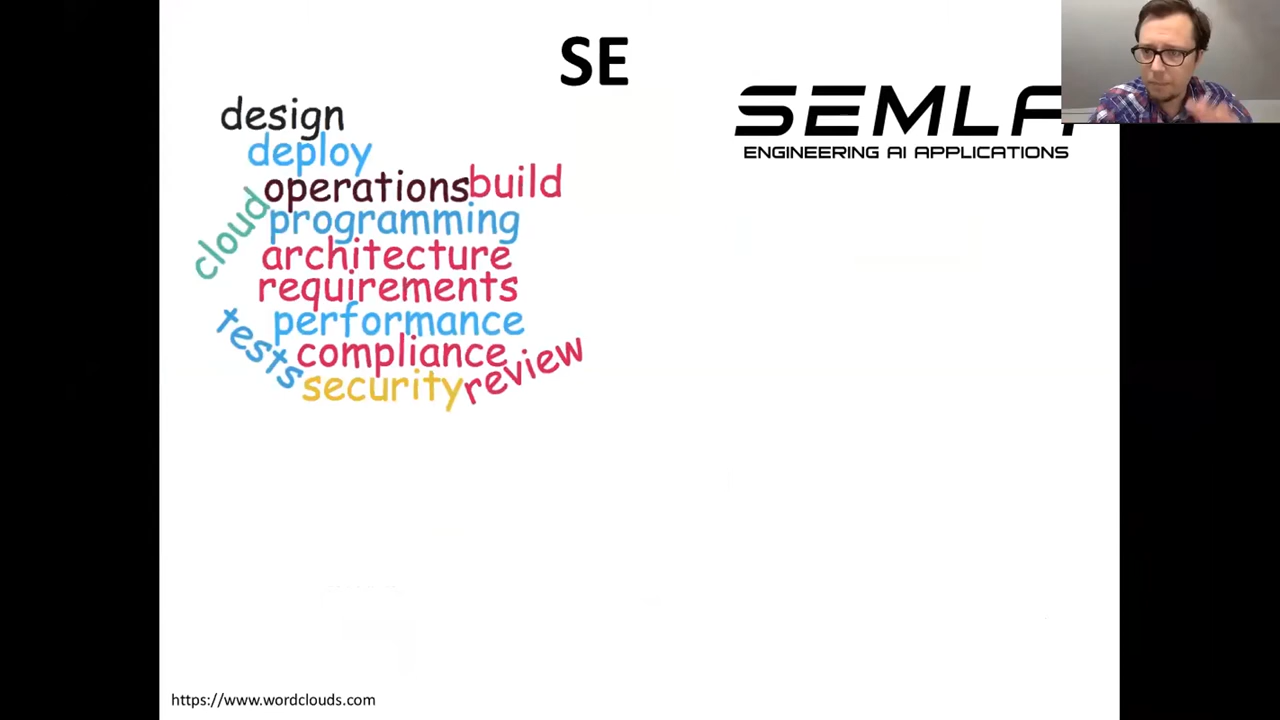 SE
SEMLA
ENGINEERING AI APPLICATIONS
design
deploy
operations
build
cloud
programming
architecture
requirements
performance
tests
compliance
review
security
https://www.wordclouds.com